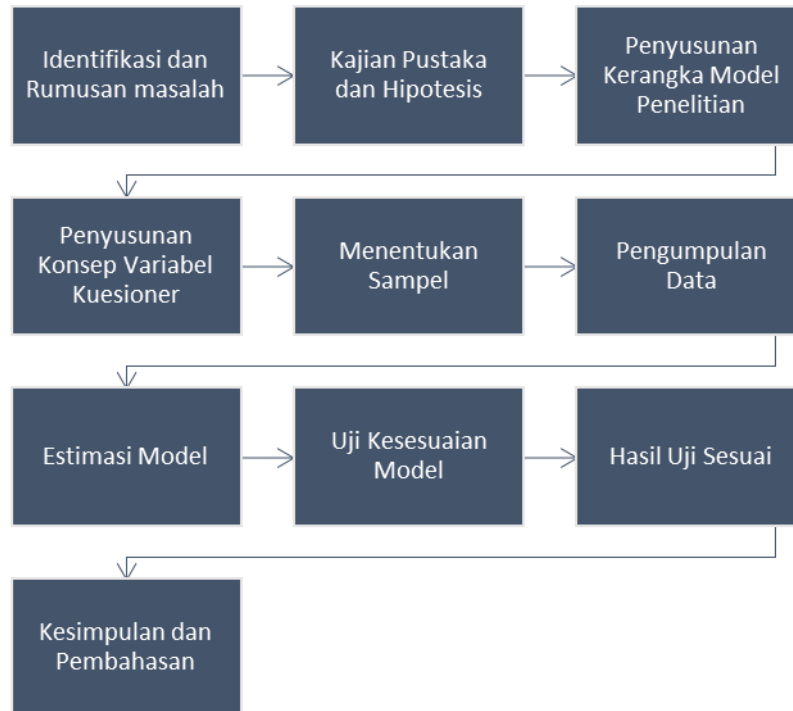 Identifikasi dan
Rumusan masalah
Kajian Pustaka
dan Hipotesis
Penyusunan
Kerangka Model
Penelitian
Penyusunan
Konsep Variabel
Kuesioner
Menentukan
Sampel
Pengumpulan
Data
Estimasi Model
Uji Kesesuaian
Model
Hasil Uji Sesuai
Kesimpulan dan
Pembahasan